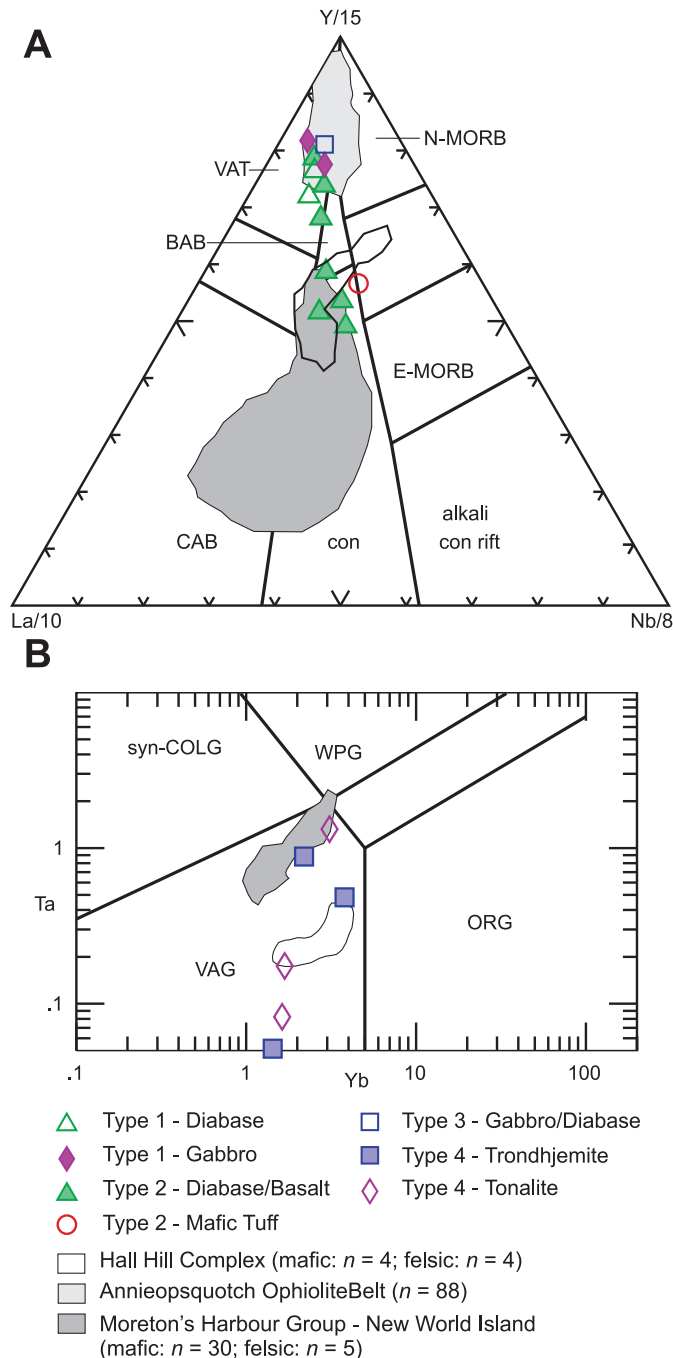 A
Y/15
N-MORB
VAT
BAB
E-MORB
alkali
con rift
CAB
con
La/10
Nb/8
B
syn-COLG
WPG
1
Ta
ORG
VAG
.1
.1
1
Yb
10
100
Type 1 - Diabase
Type 3 - Gabbro/Diabase
Type 1 - Gabbro
Type 4 - Trondhjemite
Type 2 - Diabase/Basalt
Type 4 - Tonalite
Type 2 - Mafic Tuff
Hall Hill Complex (mafic: n = 4; felsic: n = 4)
Annieopsquotch OphioliteBelt (n = 88)
Moreton's Harbour Group - New World Island
(mafic: n = 30; felsic: n = 5)